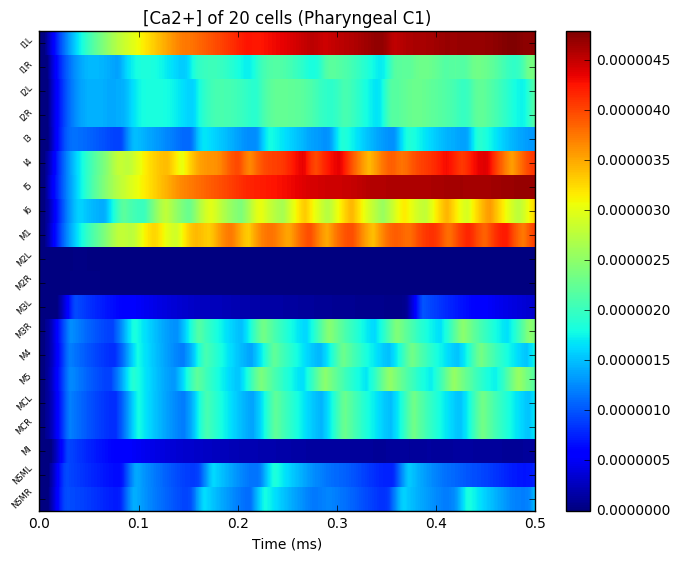 [Ca2+] of 20 cells (Pharyngeal C1)
I1L
I1R
I2L
I2R
I3
I4
I5
I6
M1
M2L
M2R
M3L
M3R
M4
M5
MCL
MCR
MI
NSML
NSMR
0.0 0.1 0.2 0.3 0.4 0.5
Time (ms)
0.0000045
0.0000040
0.0000035
0.0000030
0.0000025
0.0000020
0.0000015
0.0000010
0.0000005
0.0000000